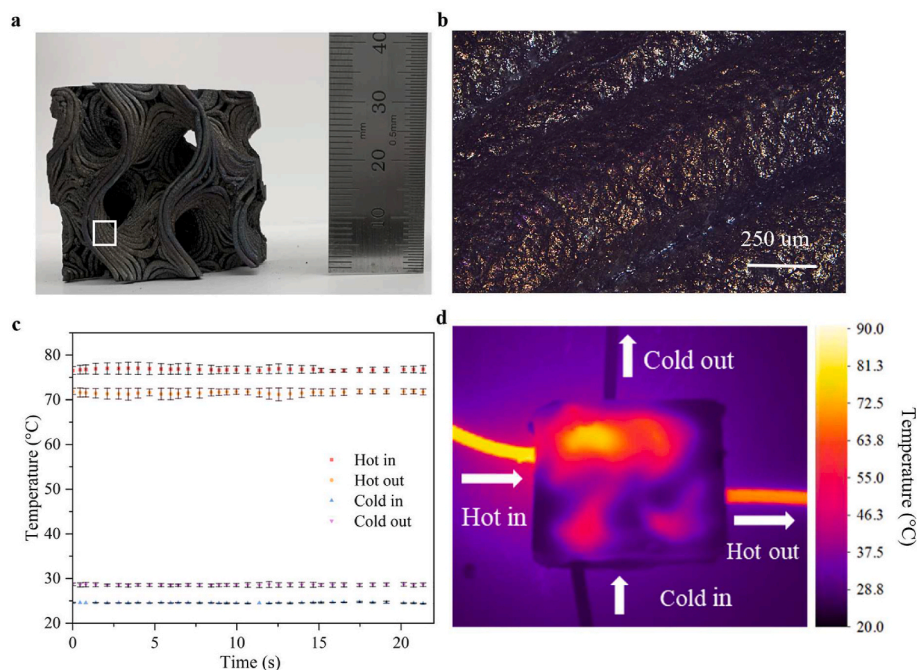 a
40
30
mm
0.5mm
20
10
b
250 um
c
80
70
60
50
40
30
20
Temperature (°C)
Hot in
Hot out
Cold in
Cold out
0
5
10
15
20
Time (s)
d
Cold out
Hot in
Hot out
Cold in
90.0
81.3
72.5
63.8
55.0
46.3
37.5
28.8
20.0
Temperature (°C)